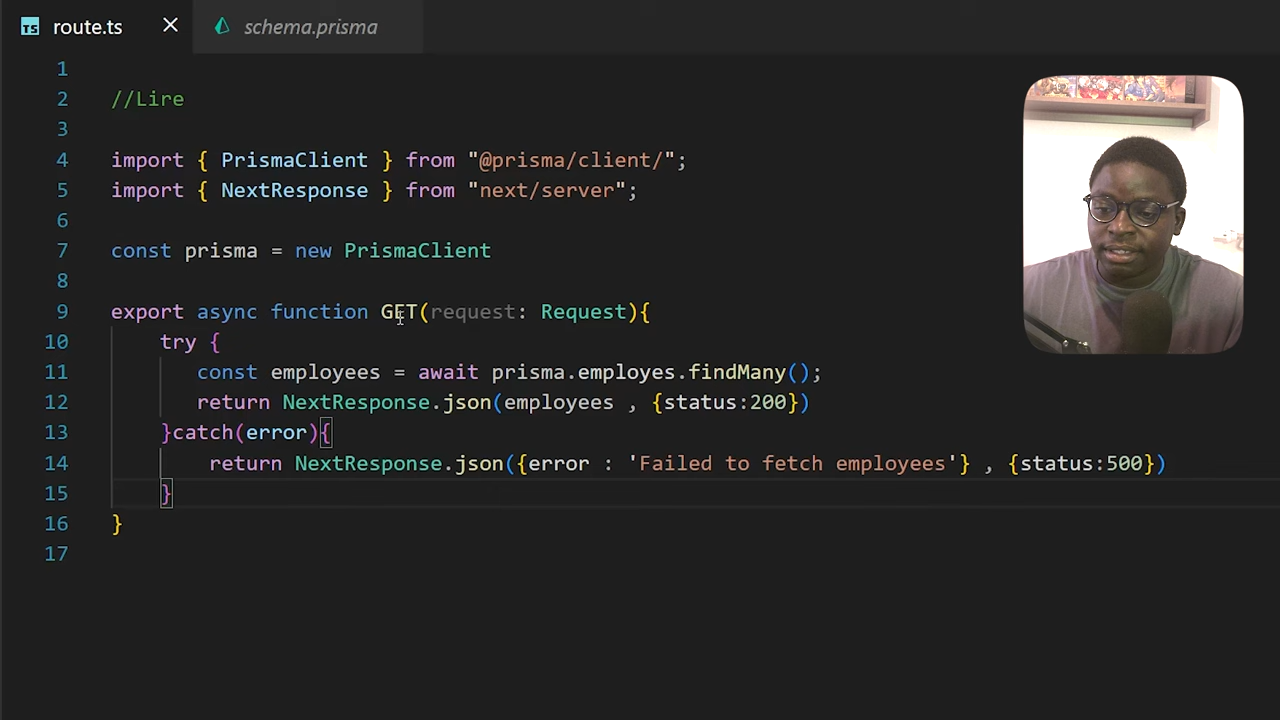 TS route.ts
schema.prisma
1
2 //Lire
3
4 import { PrismaClient } from "@prisma/client/";
5 import { NextResponse } from "next/server";
6
7 const prisma = new PrismaClient
8
9 export async function GET(request: Request){
10 try {
11 const employees = await prisma.employes.findMany();
12 return NextResponse.json(employees , {status:200})
13 }catch(error){
14 return NextResponse.json({error : 'Failed to fetch employees'} , {status:500})
15 }
16 }
17